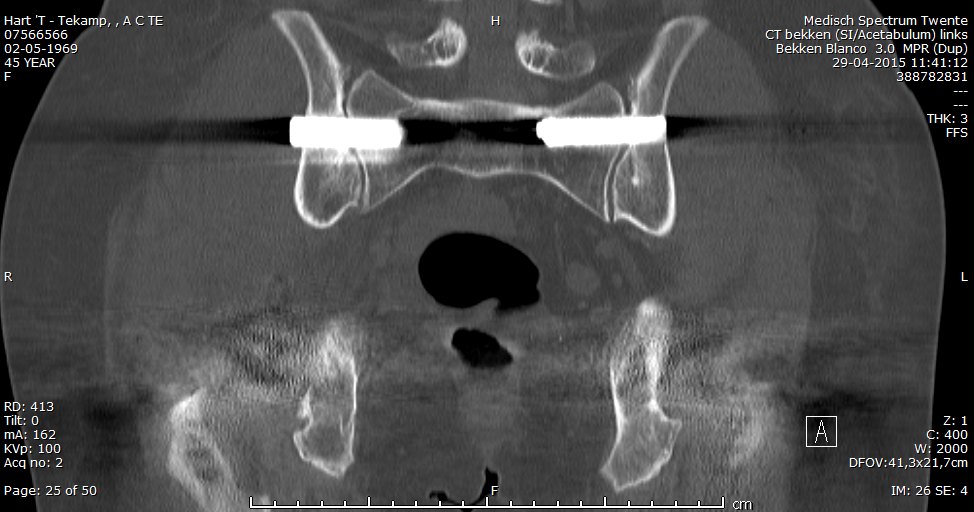 Hart 'T - Tekamp, , A C TE
07566566
02-05-1969
45 YEAR
F
H
Medisch Spectrum Twente
CT bekken (SI/Acetabulum) links
Bekken Blanco 3.0 MPR (Dup)
29-04-2015 11:41:12
388782831
---
---
THK: 3
FFS
R
L
RD: 413
Tilt: 0
mA: 162
KVp: 100
Acq no: 2
Page: 25 of 50
A
Z: 1
C: 400
W: 2000
DFOV:41,3x21,7cm
IM: 26 SE: 4
F
cm